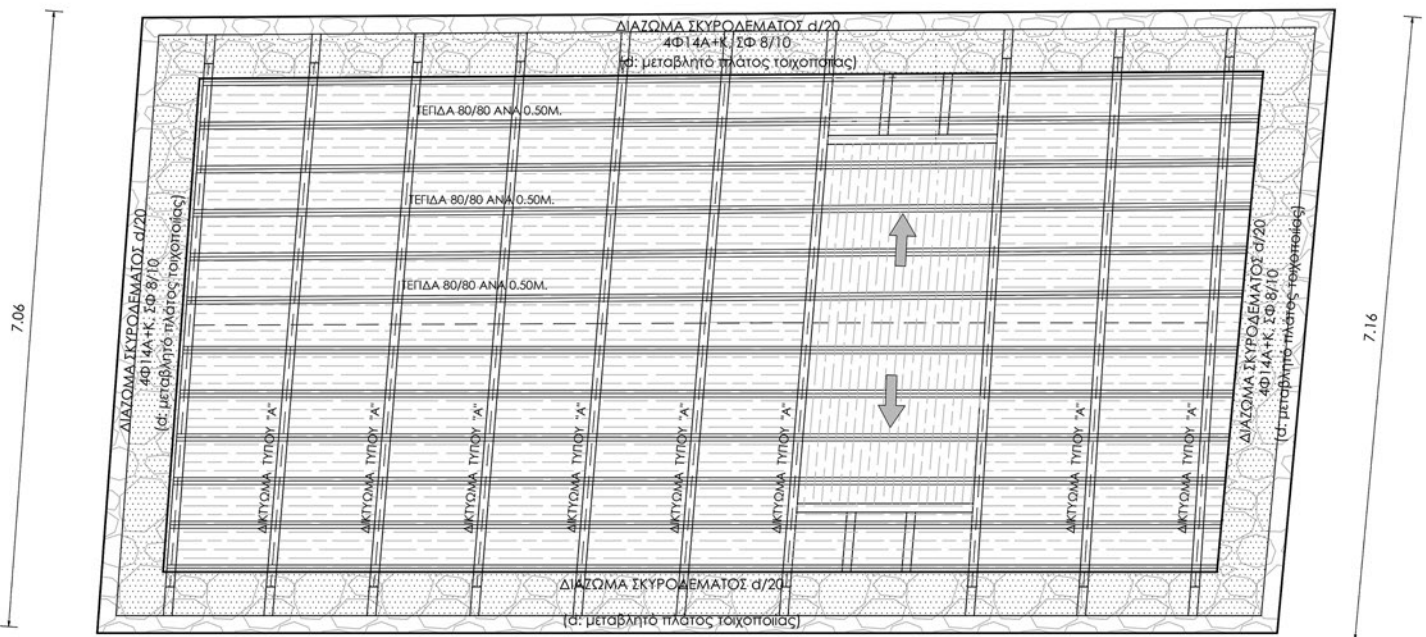 ΔΙΑΖΩΜΑ ΣΚΥΡΟΔΕΜΑΤΟΣ d/20
4Φ14Α+Κ, ΣΦ 8/10
(d: μεταβλητό πλάτος τοιχοποιίας)
ΤΕΓΙΔΑ 80/80 ΑΝΑ 0.50Μ.
ΤΕΓΙΔΑ 80/80 ΑΝΑ 0.50Μ.
ΤΕΓΙΔΑ 80/80 ΑΝΑ 0.50Μ.
7.06
ΔΙΑΖΩΜΑ ΣΚΥΡΟΔΕΜΑΤΟΣ d/20
4Φ14Α+Κ, ΣΦ 8/10
(d: μεταβλητό πλάτος τοιχοποιίας)
ΔΙΚΤΥΩΜΑ ΤΥΠΟΥ "Α"
ΔΙΚΤΥΩΜΑ ΤΥΠΟΥ "Α"
ΔΙΚΤΥΩΜΑ ΤΥΠΟΥ "Α"
ΔΙΚΤΥΩΜΑ ΤΥΠΟΥ "Α"
ΔΙΚΤΥΩΜΑ ΤΥΠΟΥ "Α"
ΔΙΚΤΥΩΜΑ ΤΥΠΟΥ "Α"
ΔΙΚΤΥΩΜΑ ΤΥΠΟΥ "Α"
ΔΙΚΤΥΩΜΑ ΤΥΠΟΥ "Α"
ΔΙΑΖΩΜΑ ΣΚΥΡΟΔΕΜΑΤΟΣ d/20
4Φ14Α+Κ, ΣΦ 8/10
(d: μεταβλητό πλάτος τοιχοποιίας)
7.16
ΔΙΑΖΩΜΑ ΣΚΥΡΟΔΕΜΑΤΟΣ d/20
(d: μεταβλητό πλάτος τοιχοποιίας)